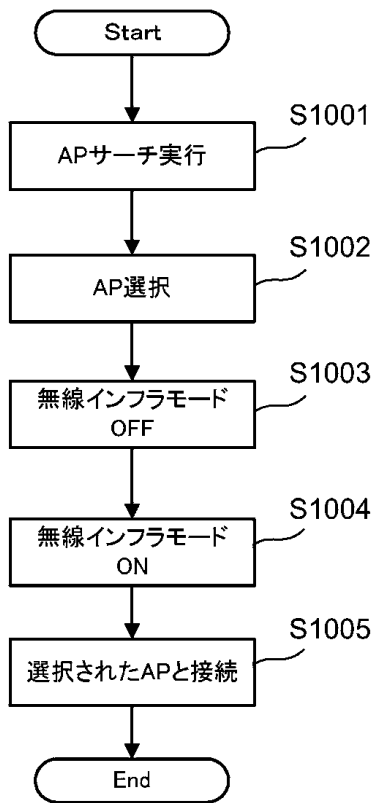 Start
S1001
APサーチ実行
S1002
AP選択
S1003
無線インフラモード
OFF
S1004
無線インフラモード
ON
S1005
選択されたAPと接続
End